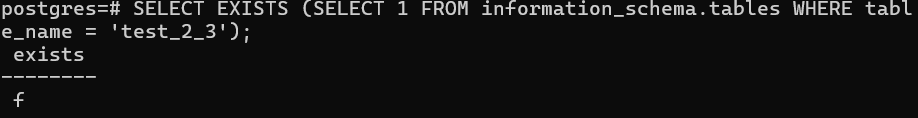 postgres=# SELECT EXISTS (SELECT 1 FROM information_schema.tables WHERE tabl
e_name = 'test_2_3');
 exists
--------
 f